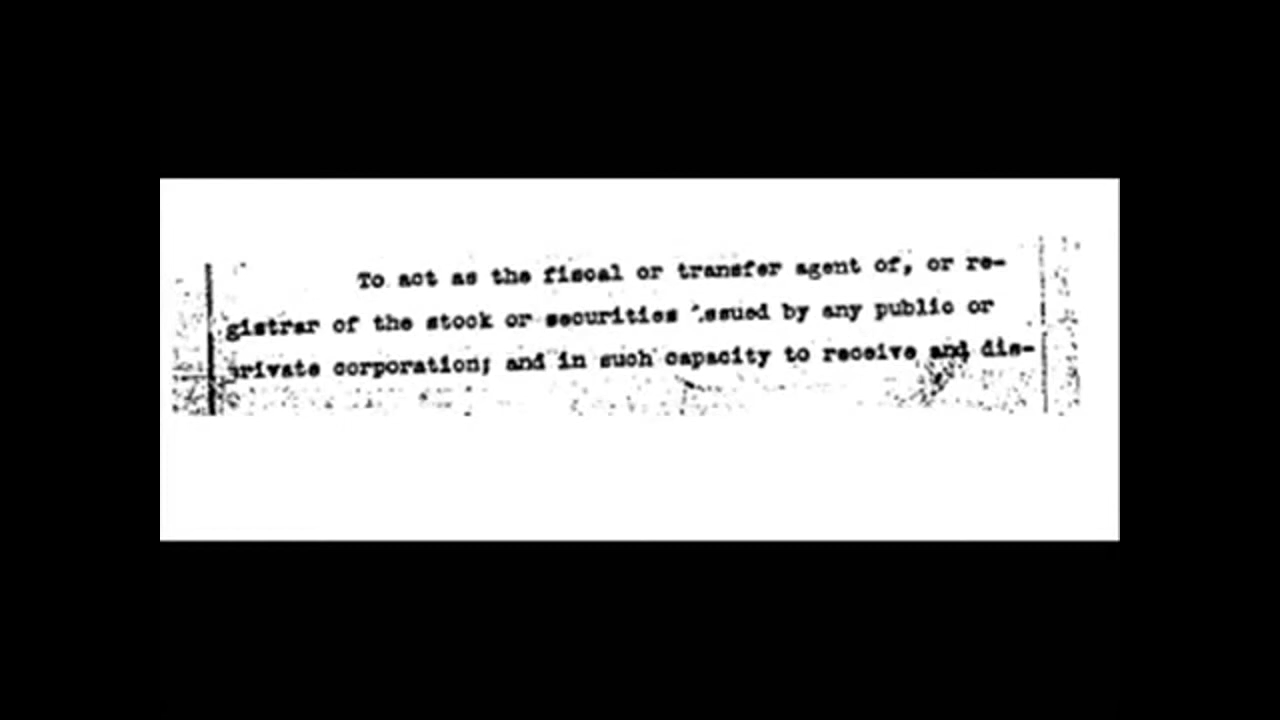 To act as the fiscal or transfer agent of, or re-
gistrar of the stock or securities issued by any public or
private corporation; and in such capacity to receive and dis-